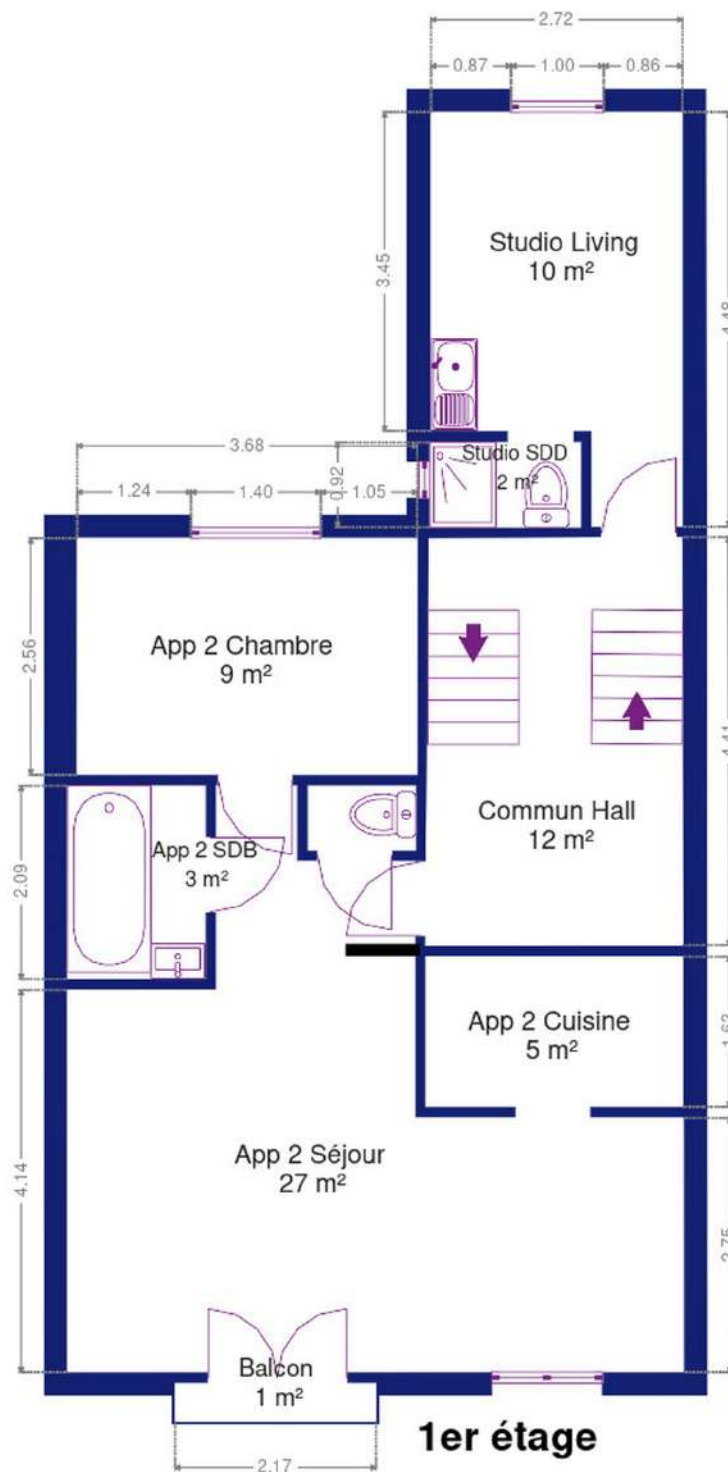 2.72
0.87
1.00
0.86
3.45
4.48
Studio Living
10 m²
3.68
1.24
1.40
1.05
0.92
Studio SDD
2 m²
2.56
App 2 Chambre
9 m²
4.41
Commun Hall
12 m²
2.09
App 2 SDB
3 m²
App 2 Cuisine
5 m²
1.62
4.14
App 2 Séjour
27 m²
2.75
Balcon
1 m²
1er étage
2.17